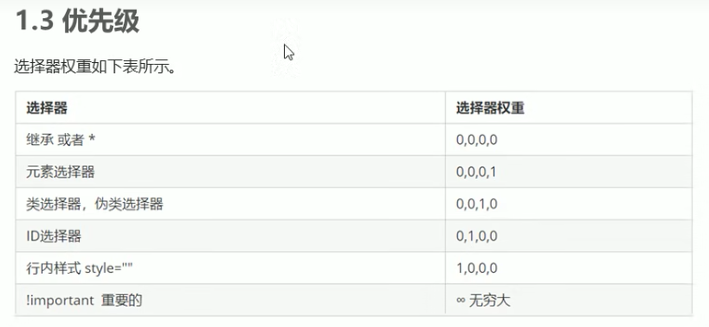 1.3 优先级
选择器权重如下表所示。
选择器 选择器权重
继承 或者 * 0,0,0,0
元素选择器 0,0,0,1
类选择器，伪类选择器 0,0,1,0
ID选择器 0,1,0,0
行内样式 style="" 1,0,0,0
!important 重要的 ∞ 无穷大